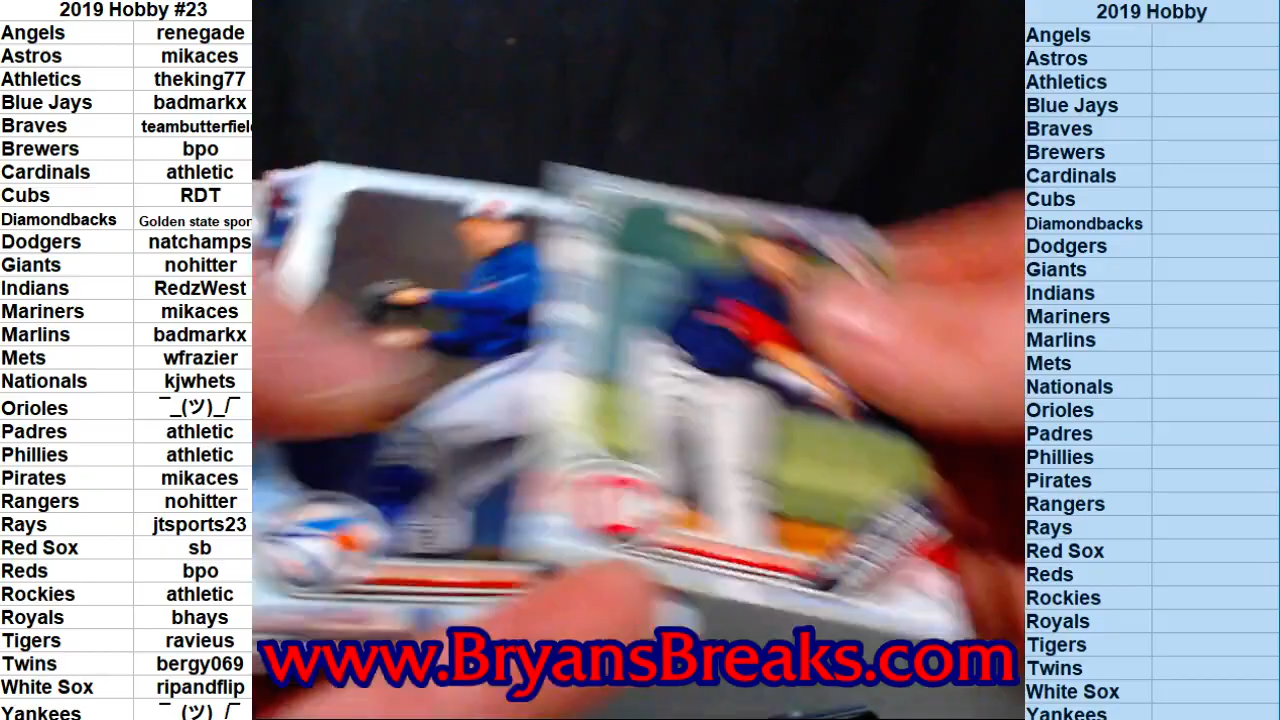 2019 Hobby #23
Angels renegade
Astros mikaces
Athletics theking77
Blue Jays badmarkx
Braves teambutterfiel
Brewers bpo
Cardinals athletic
Cubs RDT
Diamondbacks Golden state spor
Dodgers natchamps
Giants nohitter
Indians RedzWest
Mariners mikaces
Marlins badmarkx
Mets wfrazier
Nationals kjwhets
Orioles ¯_(ツ)_/¯
Padres athletic
Phillies athletic
Pirates mikaces
Rangers nohitter
Rays jtsports23
Red Sox sb
Reds bpo
Rockies athletic
Royals bhays
Tigers ravieus
Twins bergy069
White Sox ripandflip
Yankees ¯_(ツ)_/¯
www.BryansBreaks.com
2019 Hobby
Angels
Astros
Athletics
Blue Jays
Braves
Brewers
Cardinals
Cubs
Diamondbacks
Dodgers
Giants
Indians
Mariners
Marlins
Mets
Nationals
Orioles
Padres
Phillies
Pirates
Rangers
Rays
Red Sox
Reds
Rockies
Royals
Tigers
Twins
White Sox
Yankees